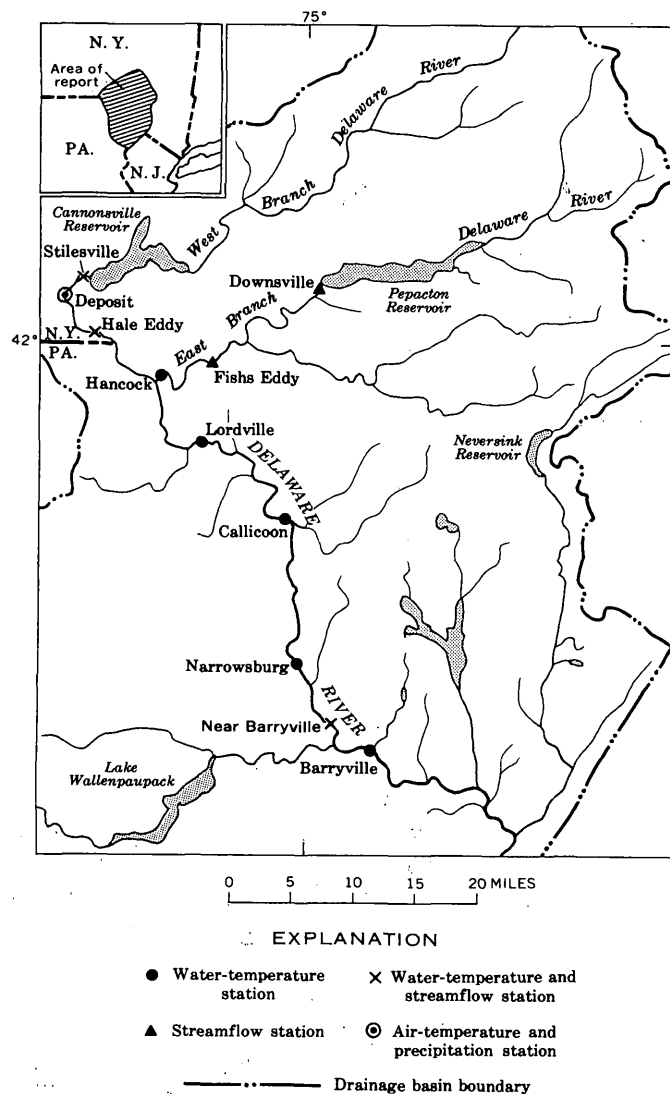 75°
N. Y.
Area of
report
PA.
N. J.
Cannonsville
Reservoir
Stilesville
West Branch Delaware River
Deposit
Hale Eddy
42°
N.Y.
PA.
Downsville
East Branch Delaware River
Pepacton
Reservoir
Hancock
Fishs Eddy
Lordville
Neversink
Reservoir
DELAWARE RIVER
Callicoon
Narrowsburg
Near Barryville
Barryville
Lake
Wallenpaupack
0 5 10 15 20 MILES
EXPLANATION
Water-temperature
station
Water-temperature and
streamflow station
Streamflow station
Air-temperature and
precipitation station
Drainage basin boundary